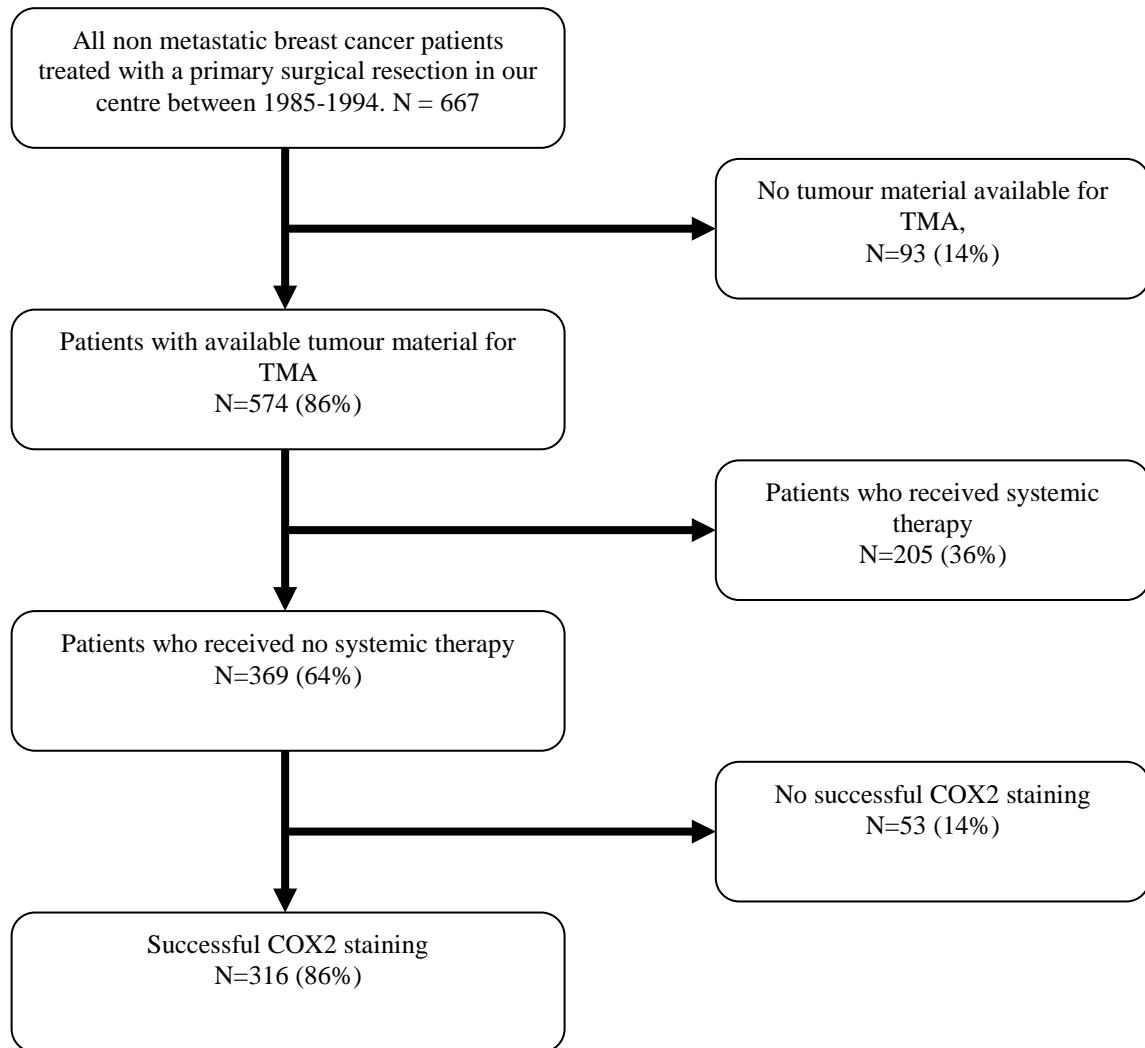 All non metastatic breast cancer patients
treated with a primary surgical resection in our
centre between 1985-1994. N = 667
No tumour material available for
TMA,
N=93 (14%)
Patients with available tumour material for
TMA
N=574 (86%)
Patients who received systemic
therapy
N=205 (36%)
Patients who received no systemic therapy
N=369 (64%)
No successful COX2 staining
N=53 (14%)
Successful COX2 staining
N=316 (86%)